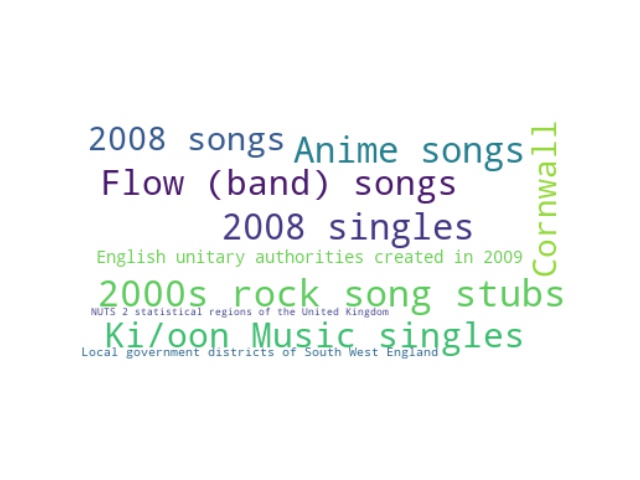 2008 songs
Anime songs
Cornwall
Flow (band) songs
2008 singles
English unitary authorities created in 2009
2000s rock song stubs
NUTS 2 statistical regions of the United Kingdom
Ki/oon Music singles
Local government districts of South West England